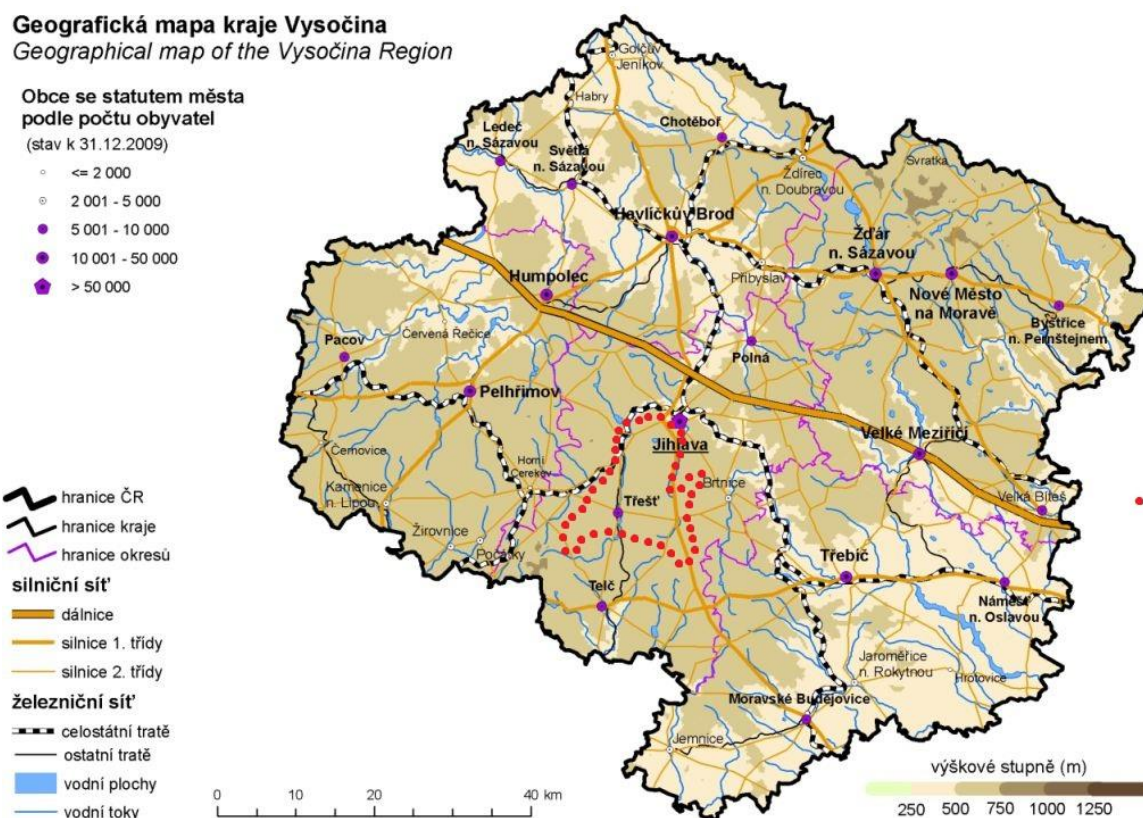 Geografická mapa kraje Vysočina
Geographical map of the Vysočina Region
Obce se statutem města
podle počtu obyvatel
(stav k 31.12.2009)
<= 2 000
2 001 - 5 000
5 001 - 10 000
10 001 - 50 000
> 50 000
Golčův
Jeníkov
Habry
Chotěboř
Ledeč
n. Sázavou
Světlá
n. Sázavou
Ždírec
n. Doubravou
Svratka
Havlíčkův Brod
Žďár
n. Sázavou
Přibyslav
Humpolec
Nové Město
na Moravě
Bystřice
n. Pernštejnem
Červená Řečice
Pacov
Polná
Pelhřimov
Jihlava
Velké Meziříčí
Černovice
Horní
Cerekev
Kamenice
n. Lipou
Brtnice
Velká Bíteš
Třešť
Žirovnice
Počátky
Třebíč
Telč
Náměšť
n. Oslavou
Jaroměřice
n. Rokytnou
Hrotovice
Moravské Budějovice
Jemnice
hranice ČR
hranice kraje
hranice okresů
silniční síť
dálnice
silnice 1. třídy
silnice 2. třídy
železniční síť
celostátní tratě
ostatní tratě
vodní plochy
vodní toky
0 10 20 40 km
výškové stupně (m)
250 500 750 1000 1250